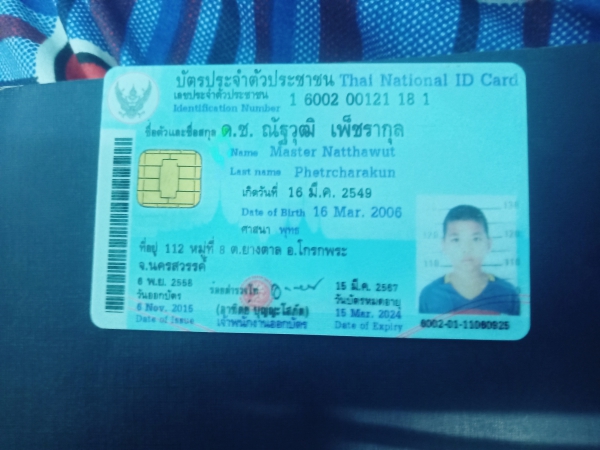 บัตรประจำตัวประชาชน Thai National ID Card
เลขประจำตัวประชาชน
Identification Number 1 6002 00121 18 1
ชื่อตัวและชื่อสกุล ด.ช. ณัฐวุฒิ เพ็ชรากุล
Name Master Natthawut
Last name Phetrcharakun
เกิดวันที่ 16 มี.ค. 2549
Date of Birth 16 Mar. 2006
ศาสนา พุทธ
ที่อยู่ 112 หมู่ที่ 8 ต.ยางตาล อ.โกรกพระ
จ.นครสวรรค์
6 พ.ย. 2558
วันออกบัตร
6 Nov. 2015
Date of Issue
(อาทิตย์ บุญญะโสภัต)
เจ้าพนักงานออกบัตร
15 มี.ค. 2567
วันบัตรหมดอายุ
15 Mar. 2024
Date of Expiry
6002-01-11060925